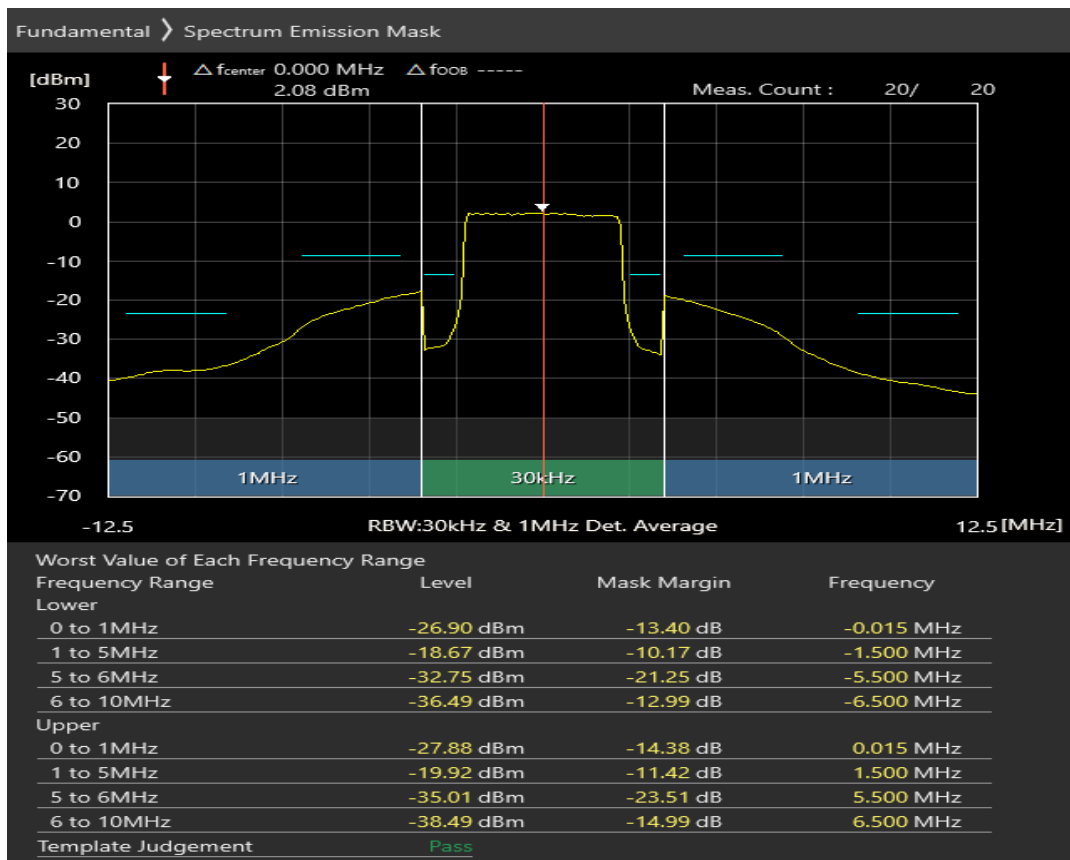 Fundamental ❯ Spectrum Emission Mask
[dBm] △ fcenter 0.000 MHz △ fOOB -----
2.08 dBm Meas. Count : 20/ 20
30
20
10
0
-10
-20
-30
-40
-50
-60
1MHz 30kHz 1MHz
-70
-12.5 RBW:30kHz & 1MHz Det. Average 12.5 [MHz]
Worst Value of Each Frequency Range
Frequency Range Level Mask Margin Frequency
Lower
0 to 1MHz -26.90 dBm -13.40 dB -0.015 MHz
1 to 5MHz -18.67 dBm -10.17 dB -1.500 MHz
5 to 6MHz -32.75 dBm -21.25 dB -5.500 MHz
6 to 10MHz -36.49 dBm -12.99 dB -6.500 MHz
Upper
0 to 1MHz -27.88 dBm -14.38 dB 0.015 MHz
1 to 5MHz -19.92 dBm -11.42 dB 1.500 MHz
5 to 6MHz -35.01 dBm -23.51 dB 5.500 MHz
6 to 10MHz -38.49 dBm -14.99 dB 6.500 MHz
Template Judgement Pass